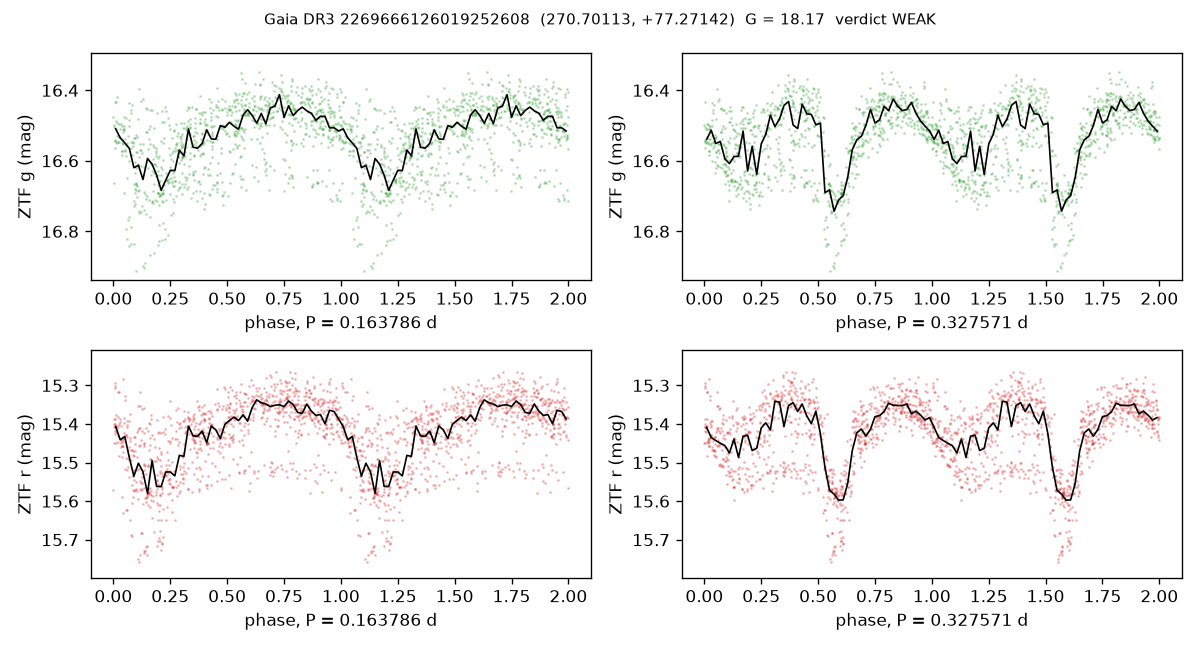 Gaia DR3 2269666126019252608  (270.70113, +77.27142)  G = 18.17  verdict WEAK
ZTF g (mag)
16.4
16.6
16.8
0.00 0.25 0.50 0.75 1.00 1.25 1.50 1.75 2.00
phase, P = 0.163786 d
ZTF g (mag)
16.4
16.6
16.8
0.00 0.25 0.50 0.75 1.00 1.25 1.50 1.75 2.00
phase, P = 0.327571 d
ZTF r (mag)
15.3
15.4
15.5
15.6
15.7
0.00 0.25 0.50 0.75 1.00 1.25 1.50 1.75 2.00
phase, P = 0.163786 d
ZTF r (mag)
15.3
15.4
15.5
15.6
15.7
0.00 0.25 0.50 0.75 1.00 1.25 1.50 1.75 2.00
phase, P = 0.327571 d